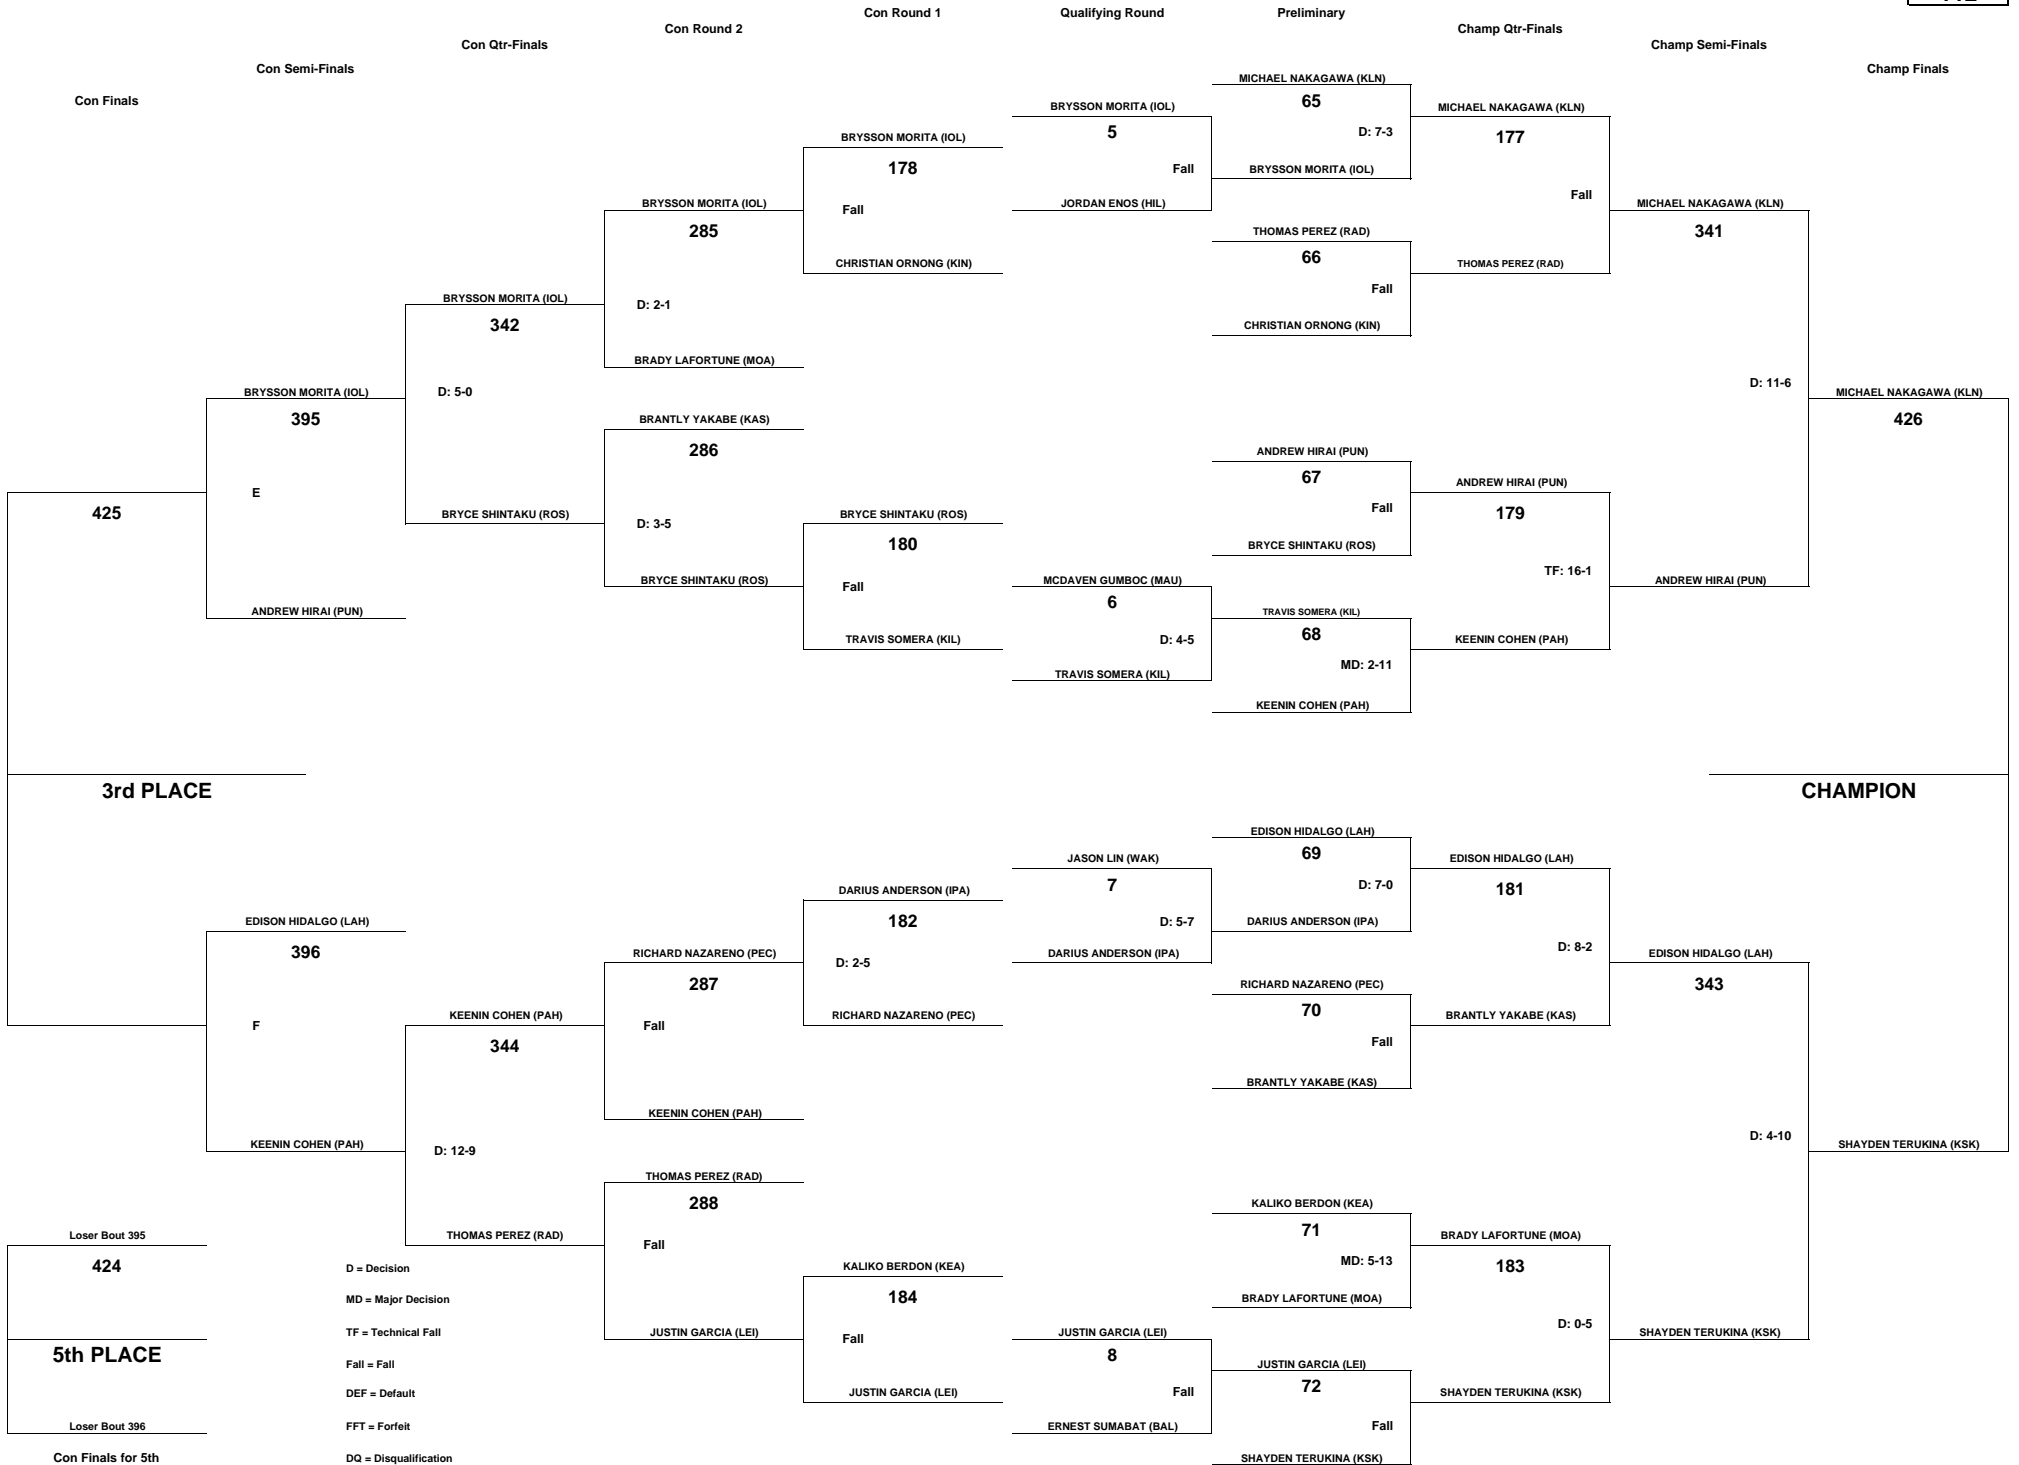 Con Round 1
Qualifying Round
Preliminary
Con Round 2
Champ Qtr-Finals
Con Qtr-Finals
Champ Semi-Finals
Con Semi-Finals
Champ Finals
Con Finals
MICHAEL NAKAGAWA (KLN)
65
D: 7-3
BRYSSON MORITA (IOL)
BRYSSON MORITA (IOL)
5
Fall
JORDAN ENOS (HIL)
MICHAEL NAKAGAWA (KLN)
177
Fall
THOMAS PEREZ (RAD)
BRYSSON MORITA (IOL)
178
Fall
CHRISTIAN ORNONG (KIN)
BRYSSON MORITA (IOL)
285
D: 2-1
BRADY LAFORTUNE (MOA)
THOMAS PEREZ (RAD)
66
Fall
CHRISTIAN ORNONG (KIN)
MICHAEL NAKAGAWA (KLN)
341
D: 11-6
ANDREW HIRAI (PUN)
BRYSSON MORITA (IOL)
342
D: 5-0
BRYCE SHINTAKU (ROS)
BRYSSON MORITA (IOL)
395
E
ANDREW HIRAI (PUN)
MICHAEL NAKAGAWA (KLN)
426
BRANTLY YAKABE (KAS)
286
D: 3-5
BRYCE SHINTAKU (ROS)
ANDREW HIRAI (PUN)
67
Fall
BRYCE SHINTAKU (ROS)
ANDREW HIRAI (PUN)
179
TF: 16-1
KEENIN COHEN (PAH)
425
BRYCE SHINTAKU (ROS)
180
Fall
TRAVIS SOMERA (KIL)
MCDAVEN GUMBOC (MAU)
6
D: 4-5
TRAVIS SOMERA (KIL)
TRAVIS SOMERA (KIL)
68
MD: 2-11
KEENIN COHEN (PAH)
3rd PLACE
CHAMPION
EDISON HIDALGO (LAH)
69
D: 7-0
DARIUS ANDERSON (IPA)
JASON LIN (WAK)
7
D: 5-7
DARIUS ANDERSON (IPA)
EDISON HIDALGO (LAH)
181
D: 8-2
BRANTLY YAKABE (KAS)
DARIUS ANDERSON (IPA)
182
D: 2-5
RICHARD NAZARENO (PEC)
EDISON HIDALGO (LAH)
396
F
KEENIN COHEN (PAH)
RICHARD NAZARENO (PEC)
287
Fall
KEENIN COHEN (PAH)
EDISON HIDALGO (LAH)
343
D: 4-10
SHAYDEN TERUKINA (KSK)
RICHARD NAZARENO (PEC)
70
Fall
BRANTLY YAKABE (KAS)
KEENIN COHEN (PAH)
344
D: 12-9
THOMAS PEREZ (RAD)
SHAYDEN TERUKINA (KSK)
THOMAS PEREZ (RAD)
288
Fall
JUSTIN GARCIA (LEI)
KALIKO BERDON (KEA)
71
MD: 5-13
BRADY LAFORTUNE (MOA)
BRADY LAFORTUNE (MOA)
183
D: 0-5
SHAYDEN TERUKINA (KSK)
KALIKO BERDON (KEA)
184
Fall
JUSTIN GARCIA (LEI)
JUSTIN GARCIA (LEI)
8
Fall
ERNEST SUMABAT (BAL)
JUSTIN GARCIA (LEI)
72
Fall
SHAYDEN TERUKINA (KSK)
Loser Bout 395
424
5th PLACE
Loser Bout 396
Con Finals for 5th
D = Decision
MD = Major Decision
TF = Technical Fall
Fall = Fall
DEF = Default
FFT = Forfeit
DQ = Disqualification